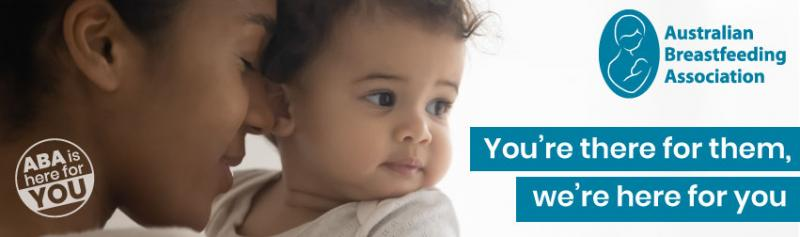 Australian
Breastfeeding
Association
You're there for them,
we're here for you
ABA is
here for
YOU